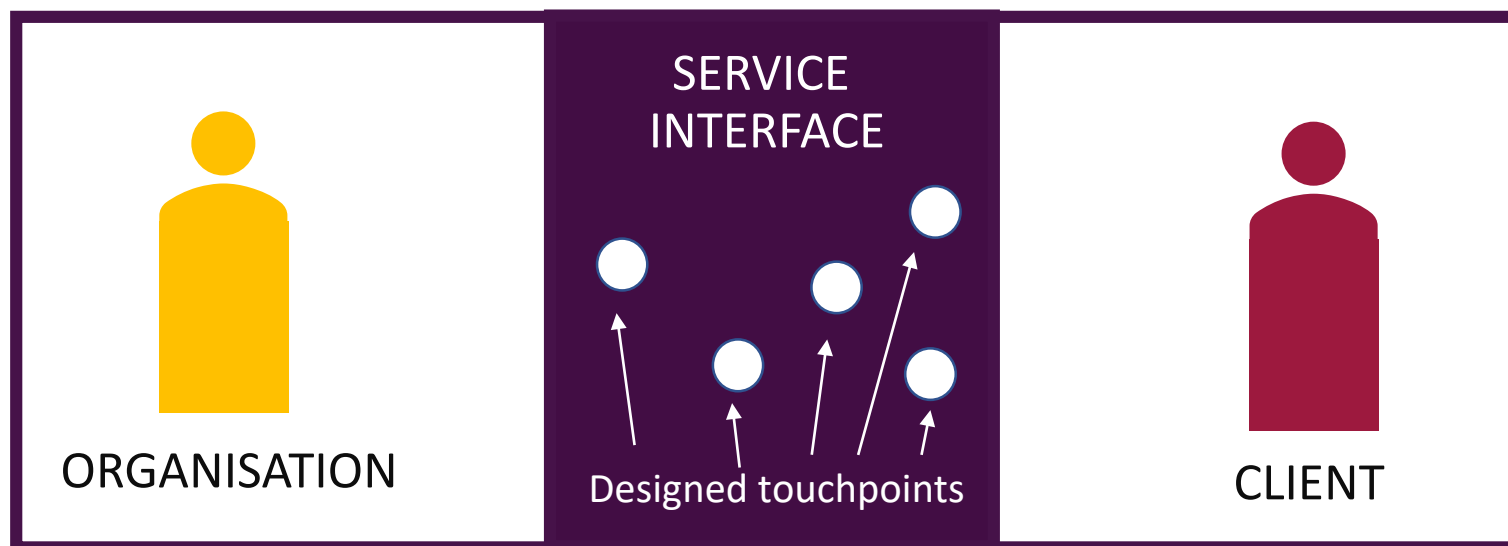 SERVICE
INTERFACE
Designed touchpoints
ORGANISATION
CLIENT